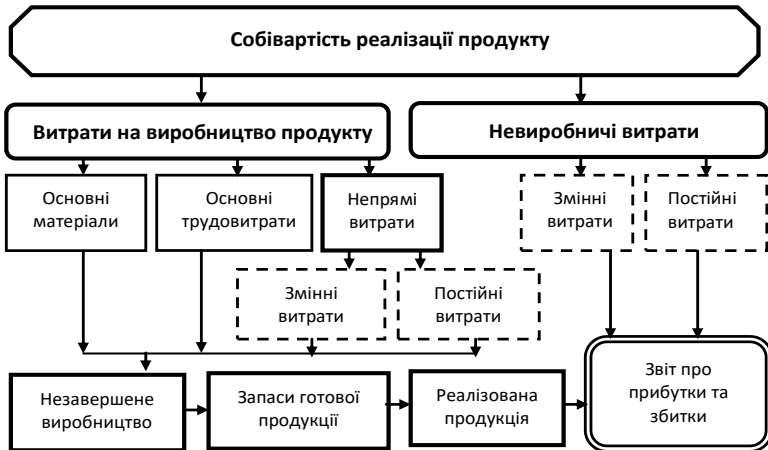 Собівартість реалізації продукту
Витрати на виробництво продукту
Невиробничі витрати
Основні
матеріали
Основні
трудовитрати
Непрямі
витрати
Змінні
витрати
Постійні
витрати
Змінні
витрати
Постійні
витрати
Незавершене
виробництво
Запаси готової
продукції
Реалізована
продукція
Звіт про
прибутки та
збитки